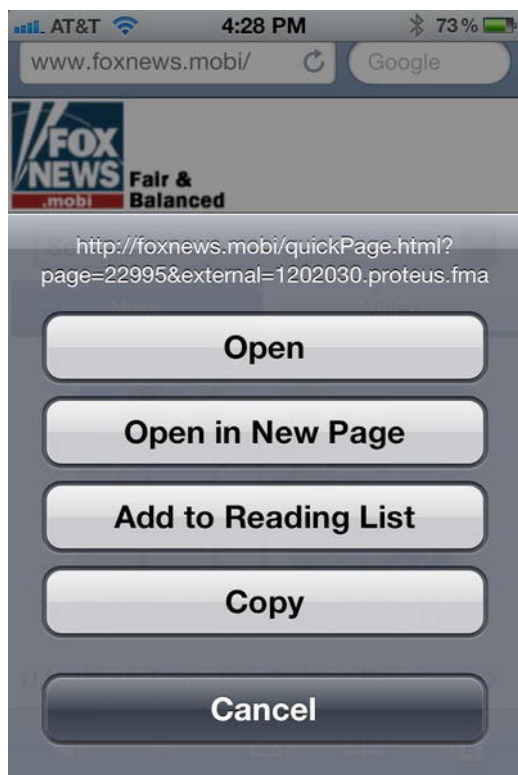 AT&T 4:28 PM 73%
www.foxnews.mobi/ Google
FOX
NEWS
.mobi
Fair &
Balanced
http://foxnews.mobi/quickPage.html?
page=22995&external=1202030.proteus.fma
Open
Open in New Page
Add to Reading List
Copy
Cancel